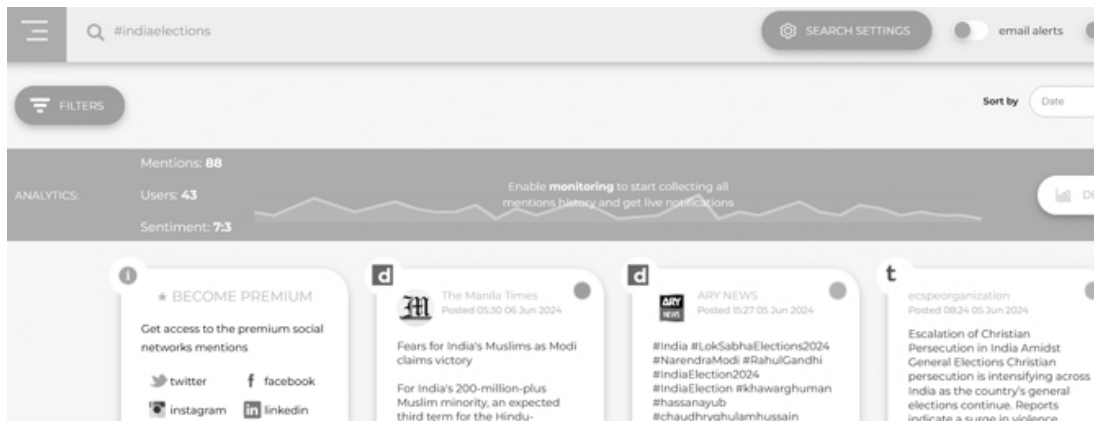 #indiaelections
SEARCH SETTINGS
email alerts
FILTERS
Sort by
Date
ANALYTICS:
Mentions: 88
Users: 43
Sentiment: 7:3
Enable monitoring to start collecting all
mentions history and get live notifications
★ BECOME PREMIUM
Get access to the premium social
networks mentions
twitter
facebook
instagram
linkedin
d
The Manila Times
Posted 05:30 06 Jun 2024
Fears for India's Muslims as Modi
claims victory
For India's 200-million-plus
Muslim minority, an expected
third term for the Hindu-
d
ARY NEWS
ARY NEWS
Posted 15:27 05 Jun 2024
#India #LokSabhaElections2024
#NarendraModi #RahulGandhi
#IndiaElection2024
#IndiaElection #khawarghuman
#hassanayub
#chaudhryghulamhussain
t
ecspeorganization
Posted 08:24 05 Jun 2024
Escalation of Christian
Persecution in India Amidst
General Elections Christian
persecution is intensifying across
India as the country's general
elections continue. Reports
indicate a surge in violence